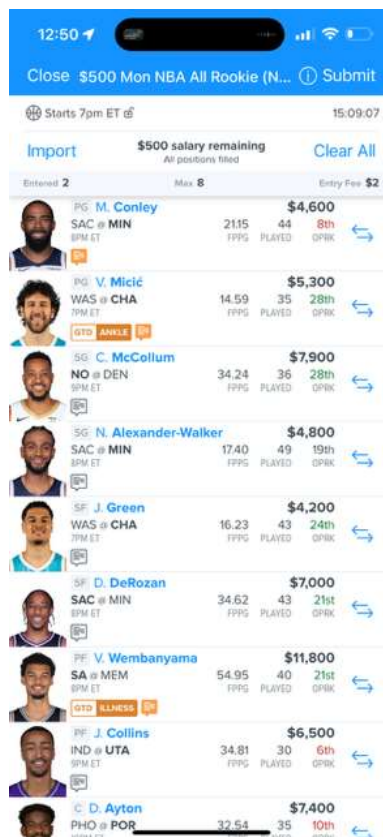 12:50
Close $500 Mon NBA All Rookie (N... Submit
Starts 7pm ET 15:09:07
Import $500 salary remaining Clear All
All positions filled
Entered 2 Max 8 Entry Fee $2
PG M. Conley $4,600
SAC @ MIN 21.15 44 8th
8PM ET FPPG PLAYED OPRK
PG V. Micić $5,300
WAS @ CHA 14.59 35 28th
7PM ET FPPG PLAYED OPRK
GTD ANKLE
SG C. McCollum $7,900
NO @ DEN 34.24 36 28th
9PM ET FPPG PLAYED OPRK
SG N. Alexander-Walker $4,800
SAC @ MIN 17.40 49 19th
8PM ET FPPG PLAYED OPRK
SF J. Green $4,200
WAS @ CHA 16.23 43 24th
7PM ET FPPG PLAYED OPRK
SF D. DeRozan $7,000
SAC @ MIN 34.62 43 21st
8PM ET FPPG PLAYED OPRK
PF V. Wembanyama $11,800
SA @ MEM 54.95 40 21st
8PM ET FPPG PLAYED OPRK
GTD ILLNESS
PF J. Collins $6,500
IND @ UTA 34.81 30 6th
9PM ET FPPG PLAYED OPRK
C D. Ayton $7,400
PHO @ POR 32.54 35 10th